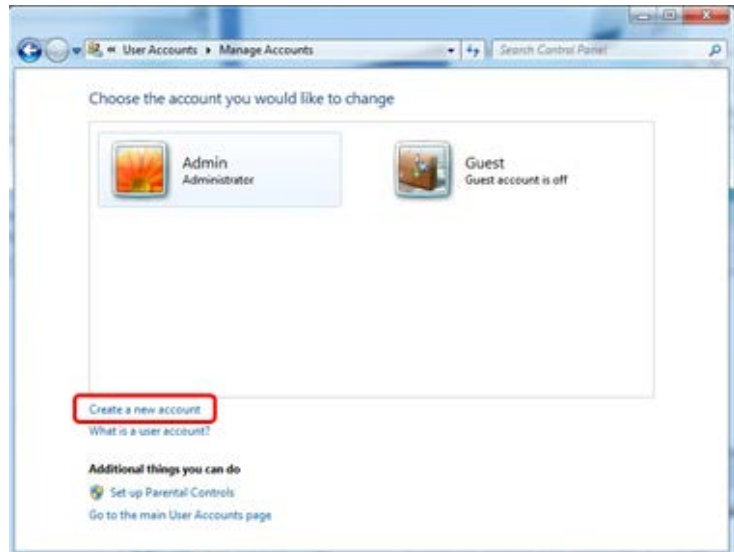 « User Accounts ▸ Manage Accounts
Search Control Panel
Choose the account you would like to change
Admin
Administrator
Guest
Guest account is off
Create a new account
What is a user account?
Additional things you can do
Set up Parental Controls
Go to the main User Accounts page